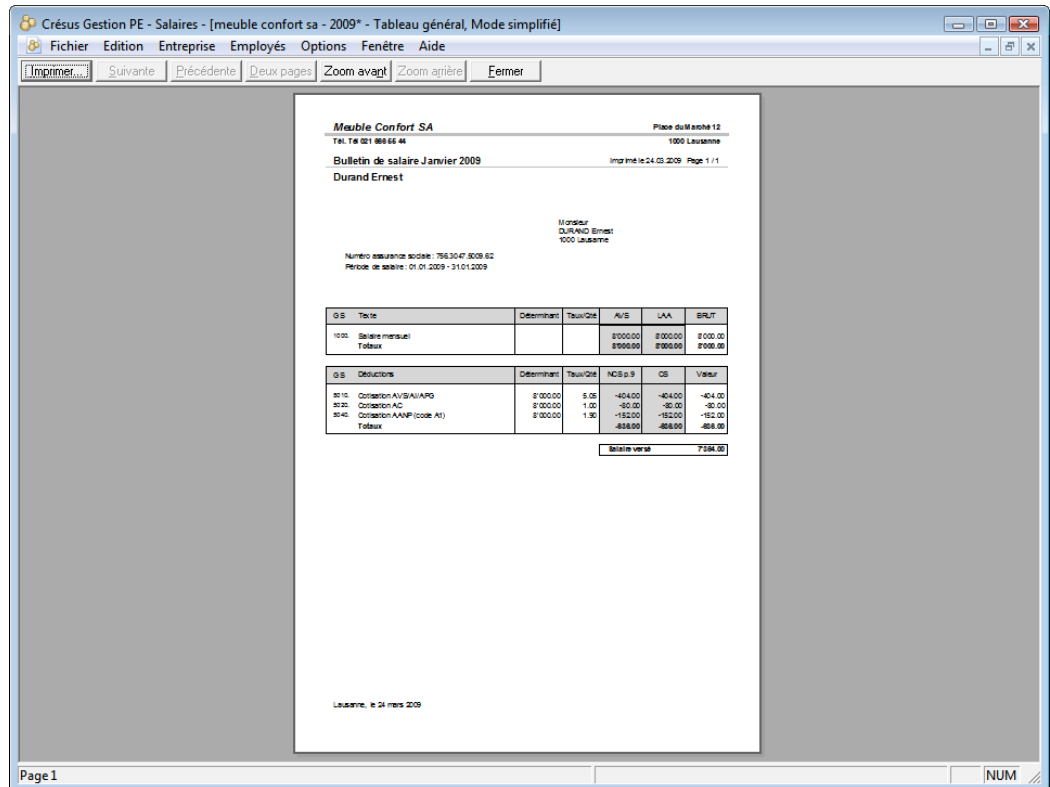 Crésus Gestion PE - Salaires - [meuble confort sa - 2009* - Tableau général, Mode simplifié]
Fichier Edition Entreprise Employés Options Fenêtre Aide
Imprimer... Suivante Précédente Deux pages Zoom avant Zoom arrière Fermer
Meuble Confort SA Place du Marché 12
Tél. Tél 021 666 55 44 1000 Lausanne
Bulletin de salaire Janvier 2009 Imprimé le 24.03.2009 Page 1 / 1
Durand Ernest
Monsieur
DURAND Ernest
1000 Lausanne
Numéro assurance sociale : 756.3047.5009.62
Période de salaire : 01.01.2009 - 31.01.2009
GS Texte Déterminant Taux/Qté AVS LAA BRUT
1000. Salaire mensuel 8'000.00 8'000.00 8'000.00
Totaux 8'000.00 8'000.00 8'000.00
GS Déductions Déterminant Taux/Qté NCS p.9 CS Valeur
5010. Cotisation AVS/AI/APG 8'000.00 5.05 -404.00 -404.00 -404.00
5020. Cotisation AC 8'000.00 1.00 -80.00 -80.00 -80.00
5040. Cotisation AANP (code A1) 8'000.00 1.90 -152.00 -152.00 -152.00
Totaux -636.00 -636.00 -636.00
Salaire versé 7'364.00
Lausanne, le 24 mars 2009
Page 1 NUM